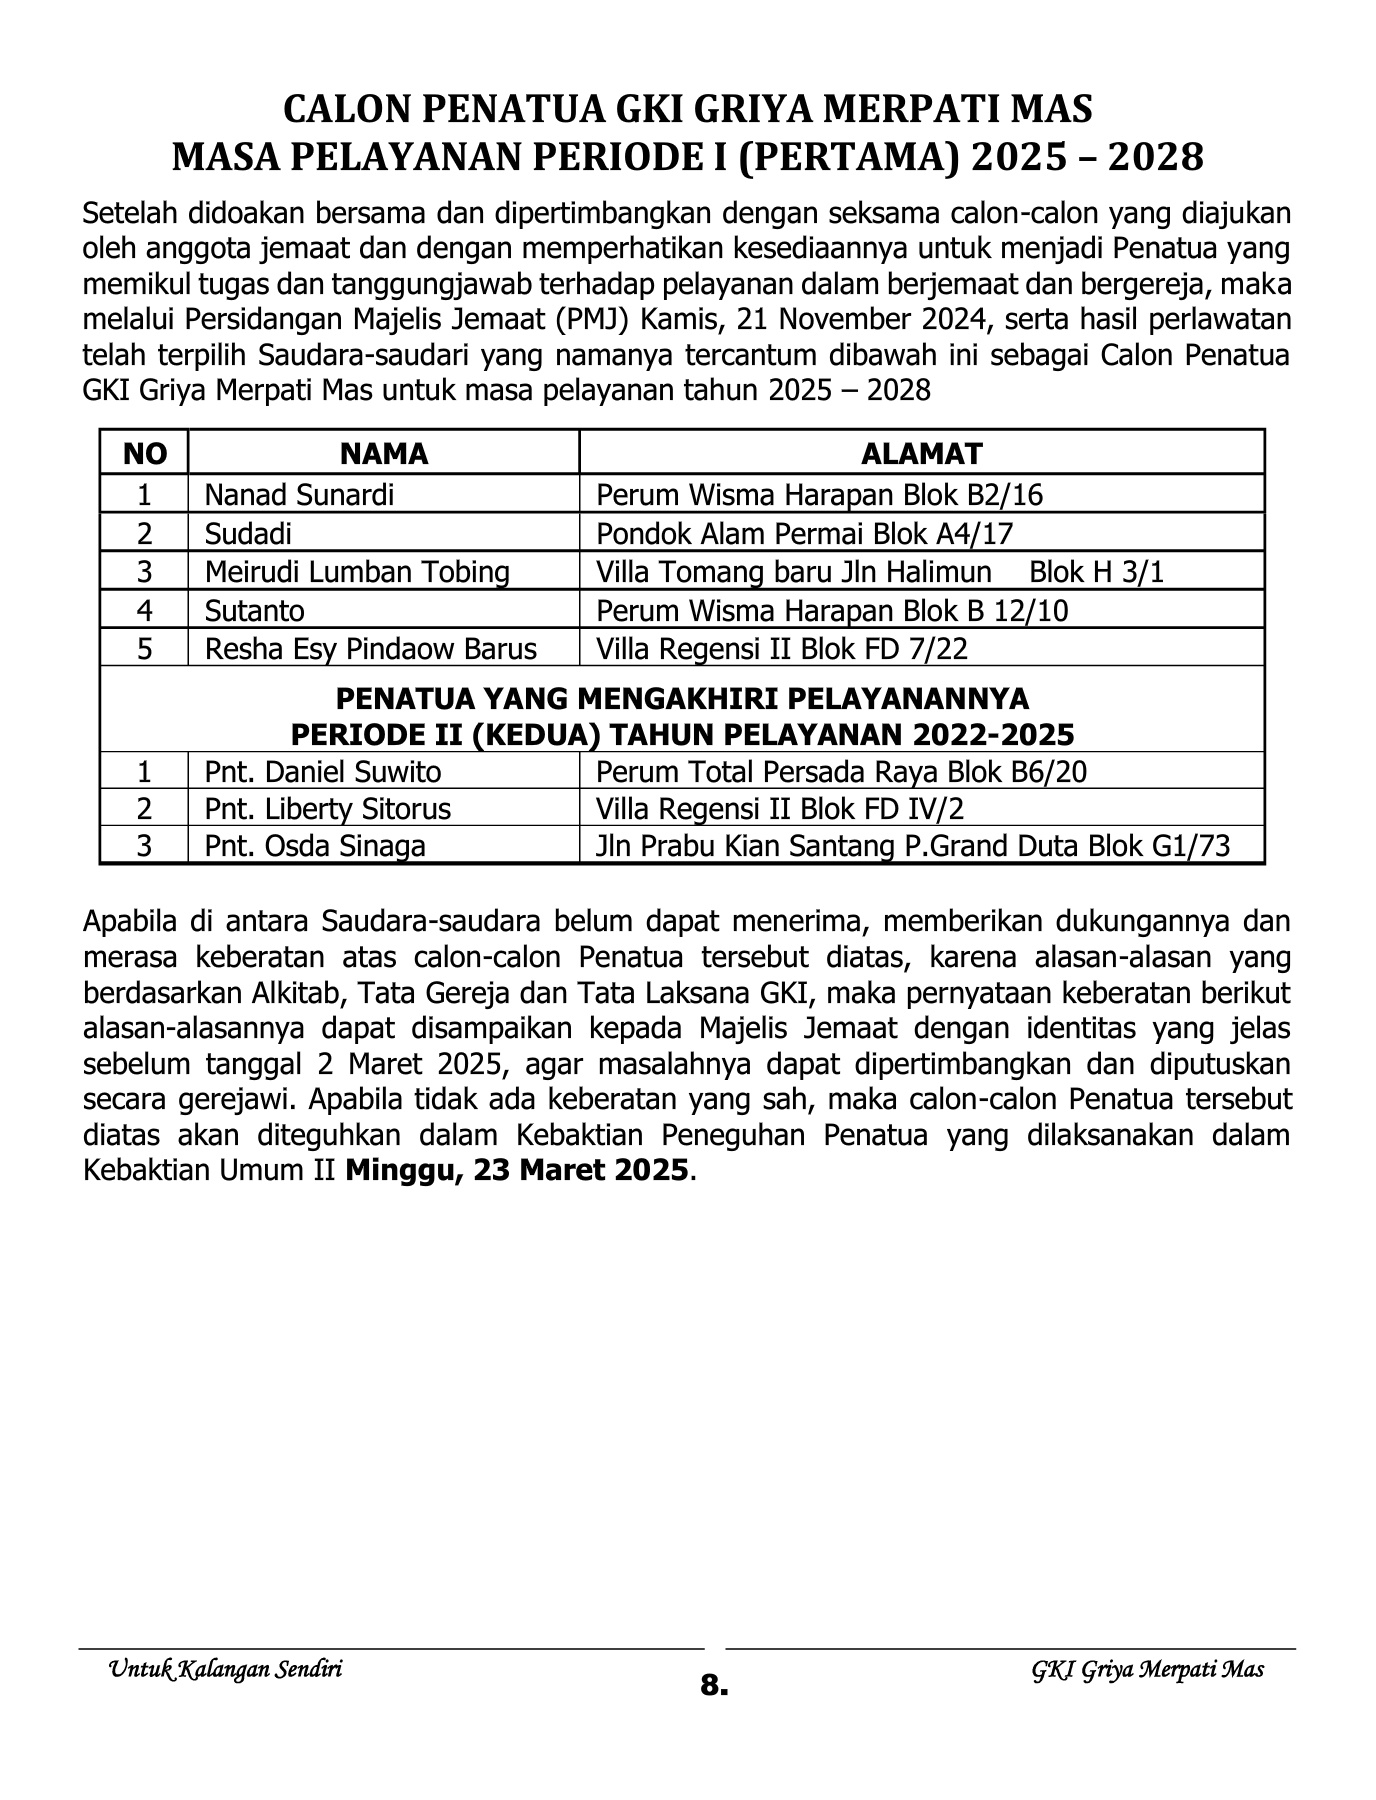 CALON PENATUA GKI GRIYA MERPATI MAS
MASA PELAYANAN PERIODE I (PERTAMA) 2025 – 2028
Setelah didoakan bersama dan dipertimbangkan dengan seksama calon-calon yang diajukan
oleh anggota jemaat dan dengan memperhatikan kesediaannya untuk menjadi Penatua yang
memikul tugas dan tanggungjawab terhadap pelayanan dalam berjemaat dan bergereja, maka
melalui Persidangan Majelis Jemaat (PMJ) Kamis, 21 November 2024, serta hasil perlawatan
telah terpilih Saudara-saudari yang namanya tercantum dibawah ini sebagai Calon Penatua
GKI Griya Merpati Mas untuk masa pelayanan tahun 2025 – 2028
NO NAMA ALAMAT
1 Nanad Sunardi Perum Wisma Harapan Blok B2/16
2 Sudadi Pondok Alam Permai Blok A4/17
3 Meirudi Lumban Tobing Villa Tomang baru Jln Halimun Blok H 3/1
4 Sutanto Perum Wisma Harapan Blok B 12/10
5 Resha Esy Pindaow Barus Villa Regensi II Blok FD 7/22
PENATUA YANG MENGAKHIRI PELAYANANNYA
PERIODE II (KEDUA) TAHUN PELAYANAN 2022-2025
1 Pnt. Daniel Suwito Perum Total Persada Raya Blok B6/20
2 Pnt. Liberty Sitorus Villa Regensi II Blok FD IV/2
3 Pnt. Osda Sinaga Jln Prabu Kian Santang P.Grand Duta Blok G1/73
Apabila di antara Saudara-saudara belum dapat menerima, memberikan dukungannya dan
merasa keberatan atas calon-calon Penatua tersebut diatas, karena alasan-alasan yang
berdasarkan Alkitab, Tata Gereja dan Tata Laksana GKI, maka pernyataan keberatan berikut
alasan-alasannya dapat disampaikan kepada Majelis Jemaat dengan identitas yang jelas
sebelum tanggal 2 Maret 2025, agar masalahnya dapat dipertimbangkan dan diputuskan
secara gerejawi. Apabila tidak ada keberatan yang sah, maka calon-calon Penatua tersebut
diatas akan diteguhkan dalam Kebaktian Peneguhan Penatua yang dilaksanakan dalam
Kebaktian Umum II Minggu, 23 Maret 2025.
Untuk Kalangan Sendiri
8.
GKI Griya Merpati Mas